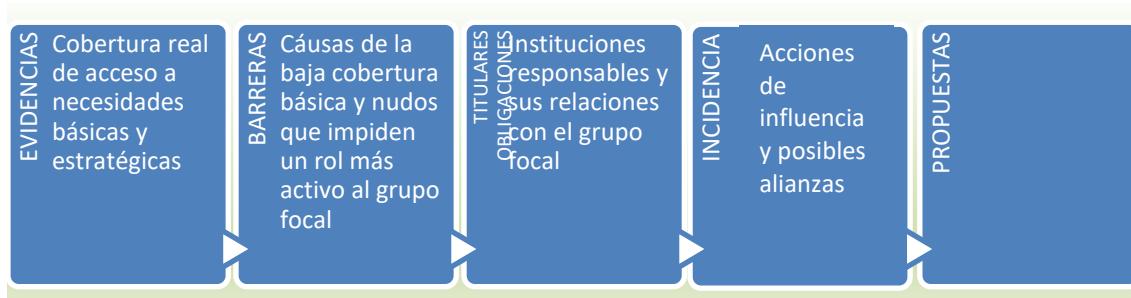 EVIDENCIAS
Cobertura real
de acceso a
necesidades
básicas y
estratégicas
BARRERAS
Cáusas de la
baja cobertura
básica y nudos
que impiden
un rol más
activo al grupo
focal
TITULARES
OBLIGACIONES
Instituciones
responsables y
sus relaciones
con el grupo
focal
INCIDENCIA
Acciones
de
influencia
y posibles
alianzas
PROPUESTAS